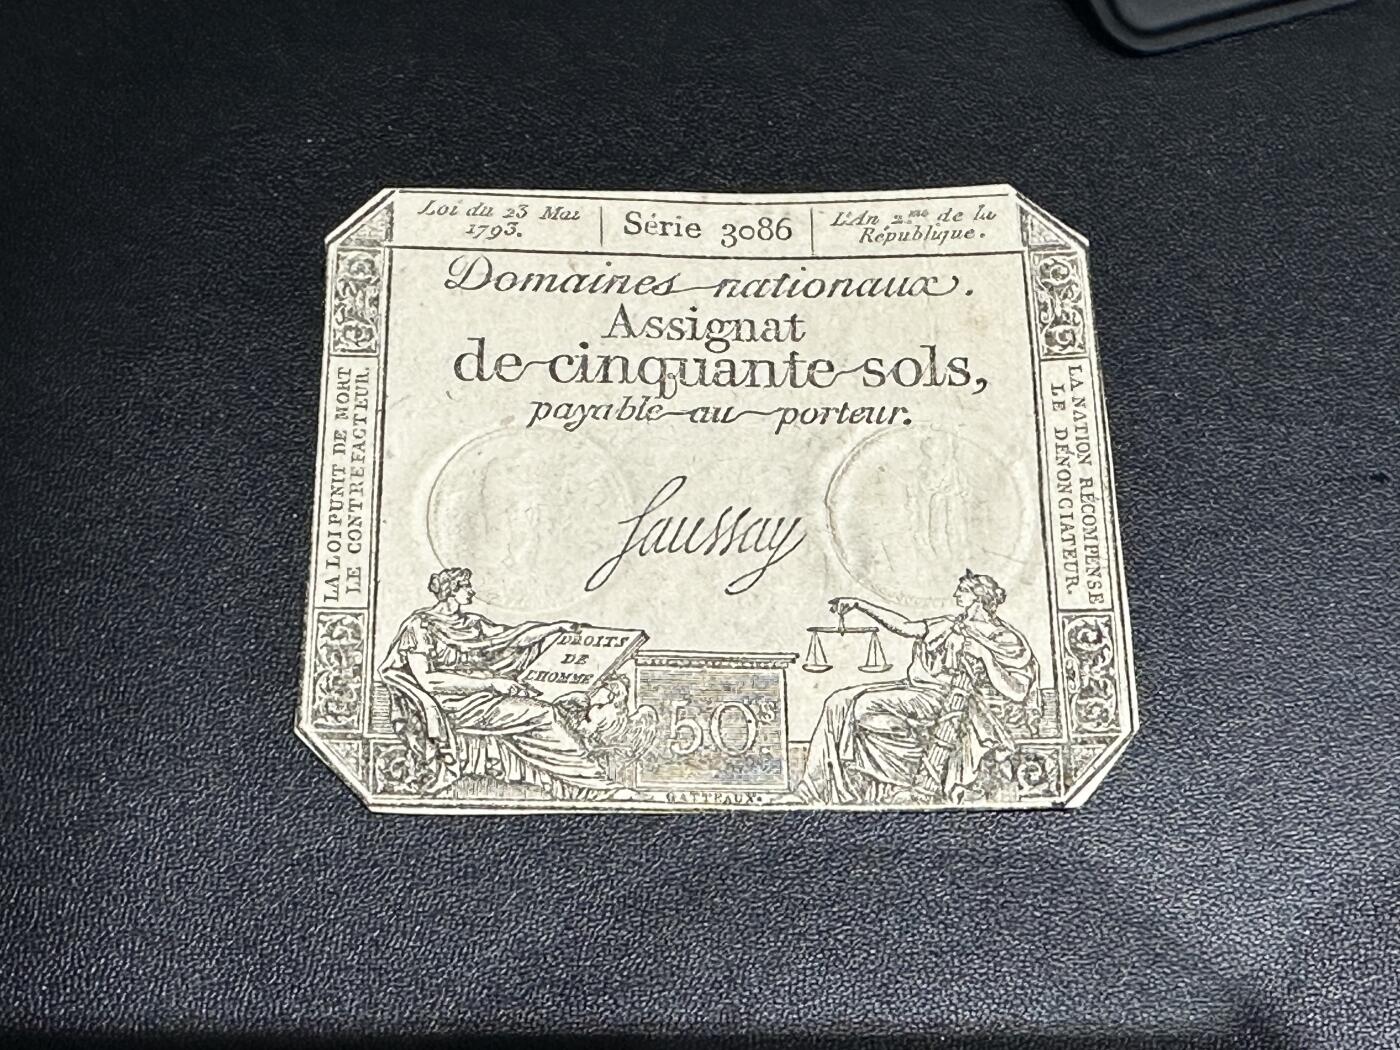 Loi du 23 Mai
1793.
Série 3086
L'An 2.me de la
République.
Domaines nationaux.
Assignat
de cinquante sols,
payable au porteur.
LA LOI PUNIT DE MORT
LE CONTREFACTEUR.
LA NATION RÉCOMPENSE
LE DÉNONCIATEUR.
Saussay
DROITS
DE
L'HOMME
50 s.
GATTEAUX.